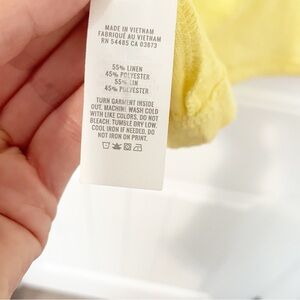 MADE IN VIETNAM
FABRIQUÉ AU VIETNAM
RN 54485 CA 03873
55% LINEN
45% POLYESTER
55% LIN
45% POLYESTER
TURN GARMENT INSIDE
OUT. MACHINE WASH COLD
WITH LIKE COLORS. DO NOT
BLEACH. TUMBLE DRY LOW.
COOL IRON IF NEEDED. DO
NOT IRON ON PRINT.